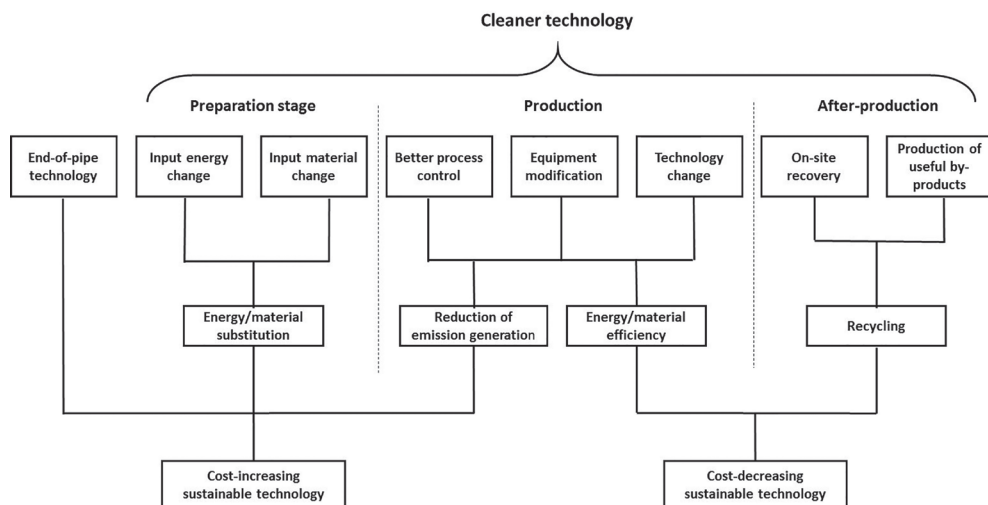 Cleaner technology
Preparation stage
Production
After-production
End-of-pipe
technology
Input energy
change
Input material
change
Better process
control
Equipment
modification
Technology
change
On-site
recovery
Production of
useful by-
products
Energy/material
substitution
Reduction of
emission generation
Energy/material
efficiency
Recycling
Cost-increasing
sustainable technology
Cost-decreasing
sustainable technology